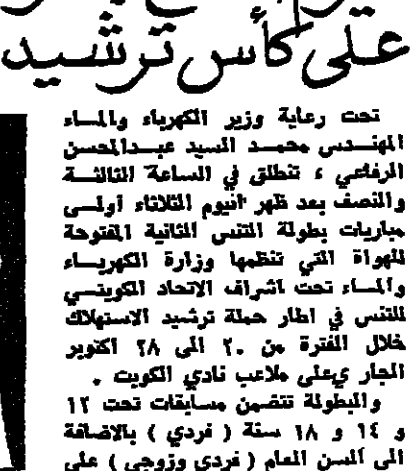 على كأس ترشيد
تحت رعاية وزير الكهرباء والماء
المهندس محمد السيد عبدالمحسن
الرفاعي ، تنطلق في الساعة الثالثة
والنصف بعد ظهر اليوم الثلاثاء أولى
مباريات بطولة التنس الثانية المفتوحة
للهواة التي تنظمها وزارة الكهرباء
والماء تحت اشراف الاتحاد الكويتسي
للتنس في اطار حملة ترشيد الاستهلاك
خلال الفترة من ٢٠ الى ٢٨ اكتوبر
الجار يعلى ملاعب نادي الكويت .
والبطولة تتضمن مسابقات تحت ١٢
و ١٤ و ١٨ سنة ( فردي ) بالاضافة
الى السن العام ( فردي وزوجي ) على